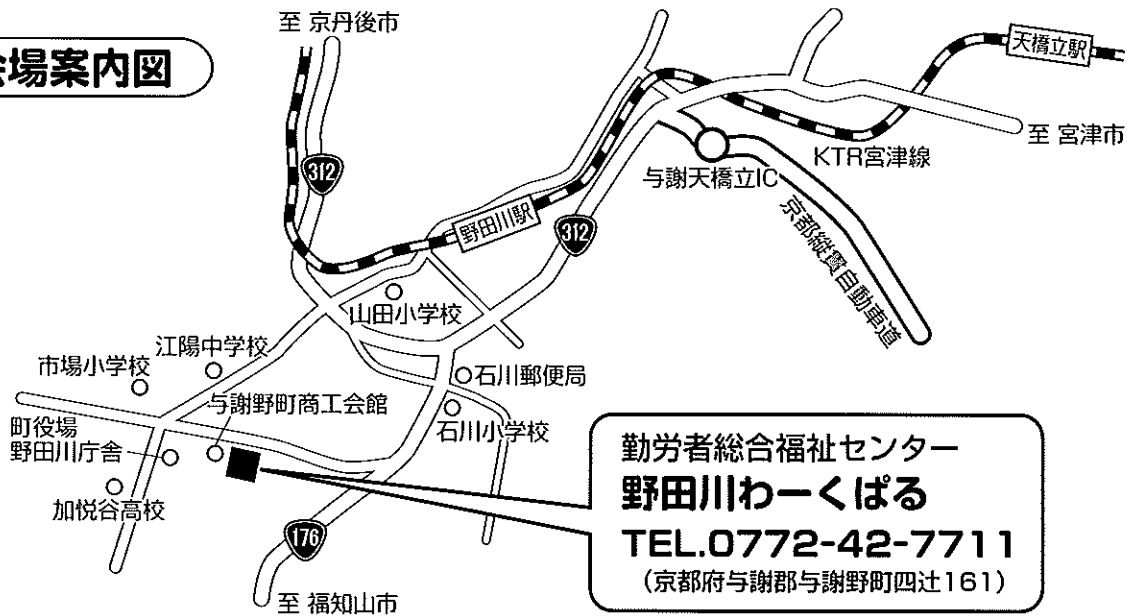 至 京丹後市
会場案内図
天橋立駅
至 宮津市
KTR宮津線
312
与謝天橋立IC
野田川駅
312
京都縦貫自動車道
山田小学校
江陽中学校
市場小学校
石川郵便局
与謝野町商工会館
町役場
野田川庁舎
石川小学校
加悦谷高校
176
至 福知山市
勤労者総合福祉センター
野田川わーくぱる
TEL.0772-42-7711
（京都府与謝郡与謝野町四辻161）